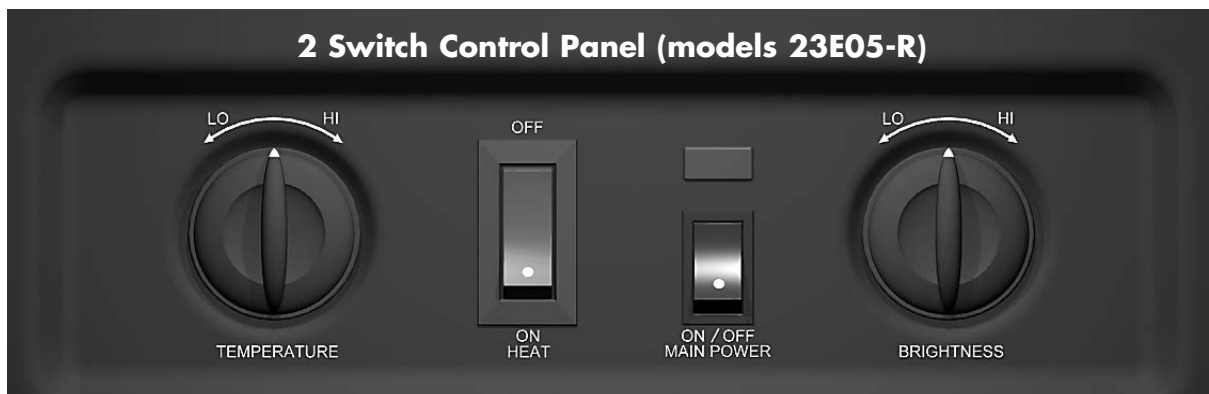 2 Switch Control Panel (models 23E05-R)
LO HI
TEMPERATURE
OFF
ON
HEAT
ON / OFF
MAIN POWER
LO HI
BRIGHTNESS